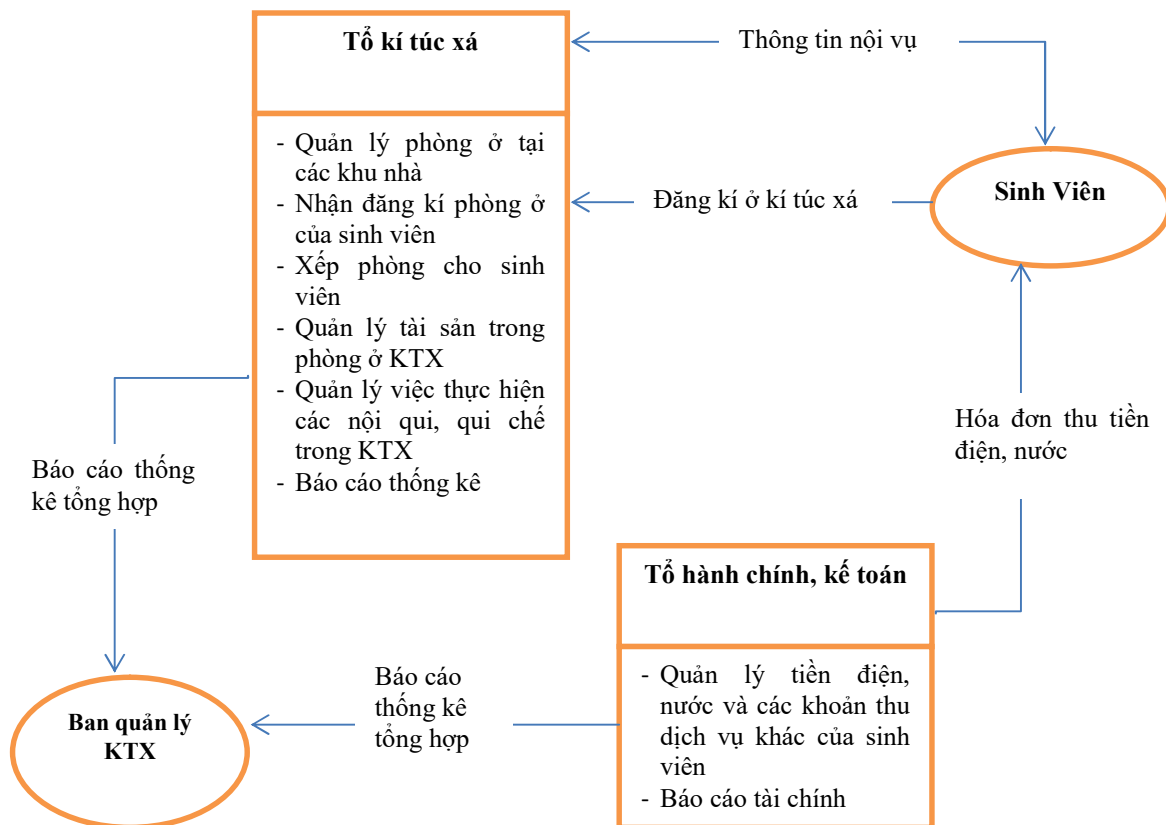 Tổ kí túc xá
Thông tin nội vụ
- Quản lý phòng ở tại
các khu nhà
- Nhận đăng kí phòng ở
của sinh viên
- Xếp phòng cho sinh
viên
- Quản lý tài sản trong
phòng ở KTX
- Quản lý việc thực hiện
các nội qui, qui chế
trong KTX
- Báo cáo thống kê
Đăng kí ở kí túc xá
Sinh Viên
Hóa đơn thu tiền
điện, nước
Báo cáo thống
kê tổng hợp
Tổ hành chính, kế toán
- Quản lý tiền điện,
nước và các khoản thu
dịch vụ khác của sinh
viên
- Báo cáo tài chính
Báo cáo
thống kê
tổng hợp
Ban quản lý
KTX